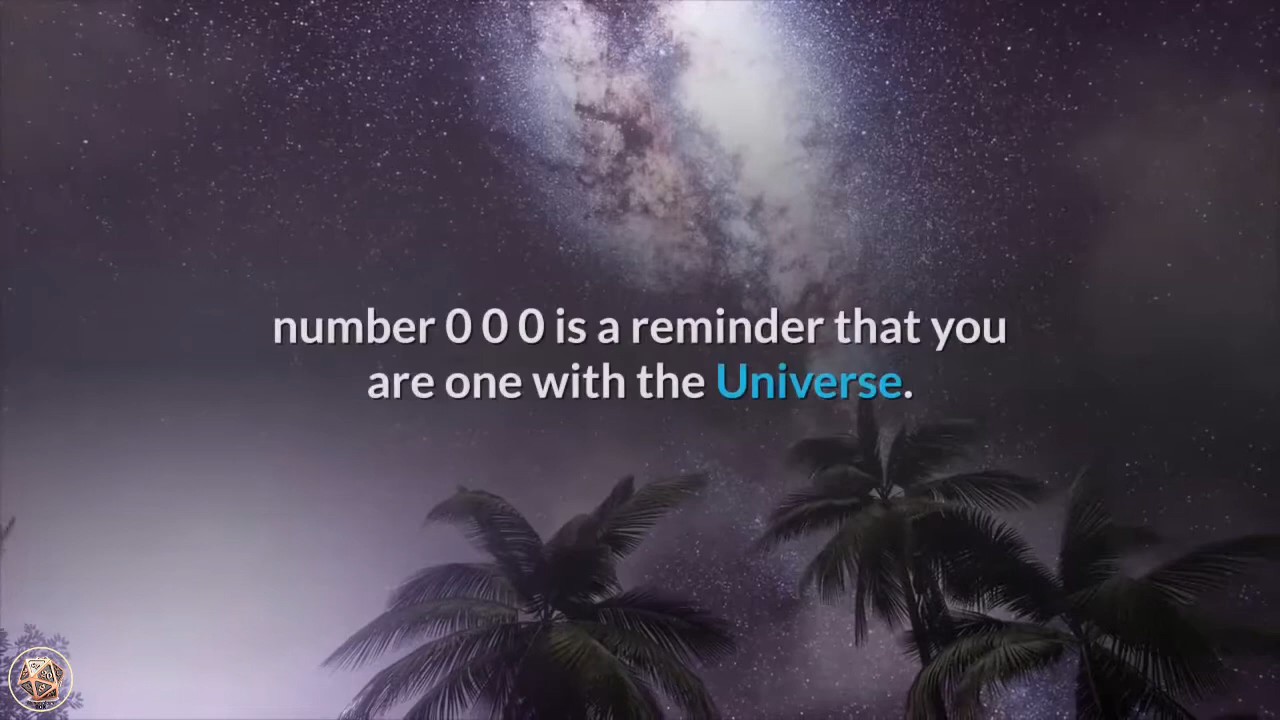 number 0 0 0 is a reminder that you
are one with the Universe.